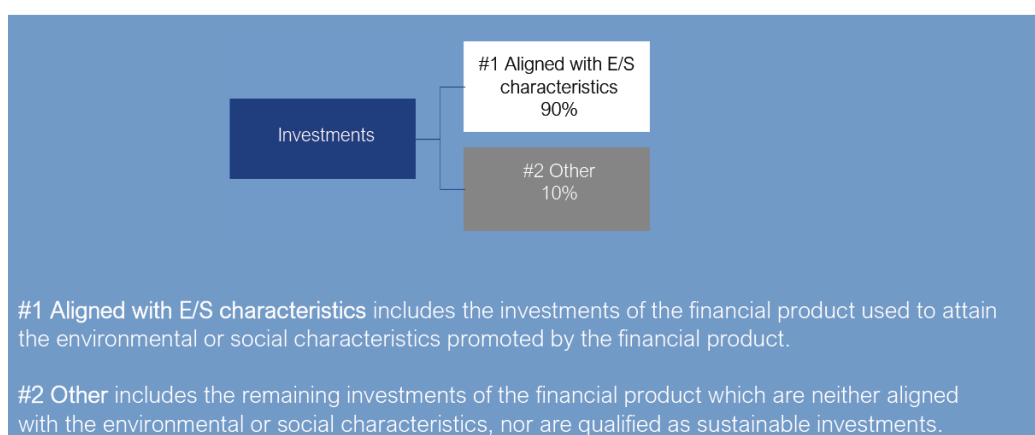 #1 Aligned with E/S
characteristics
90%
Investments
#2 Other
10%
#1 Aligned with E/S characteristics includes the investments of the financial product used to attain
the environmental or social characteristics promoted by the financial product.
#2 Other includes the remaining investments of the financial product which are neither aligned
with the environmental or social characteristics, nor are qualified as sustainable investments.